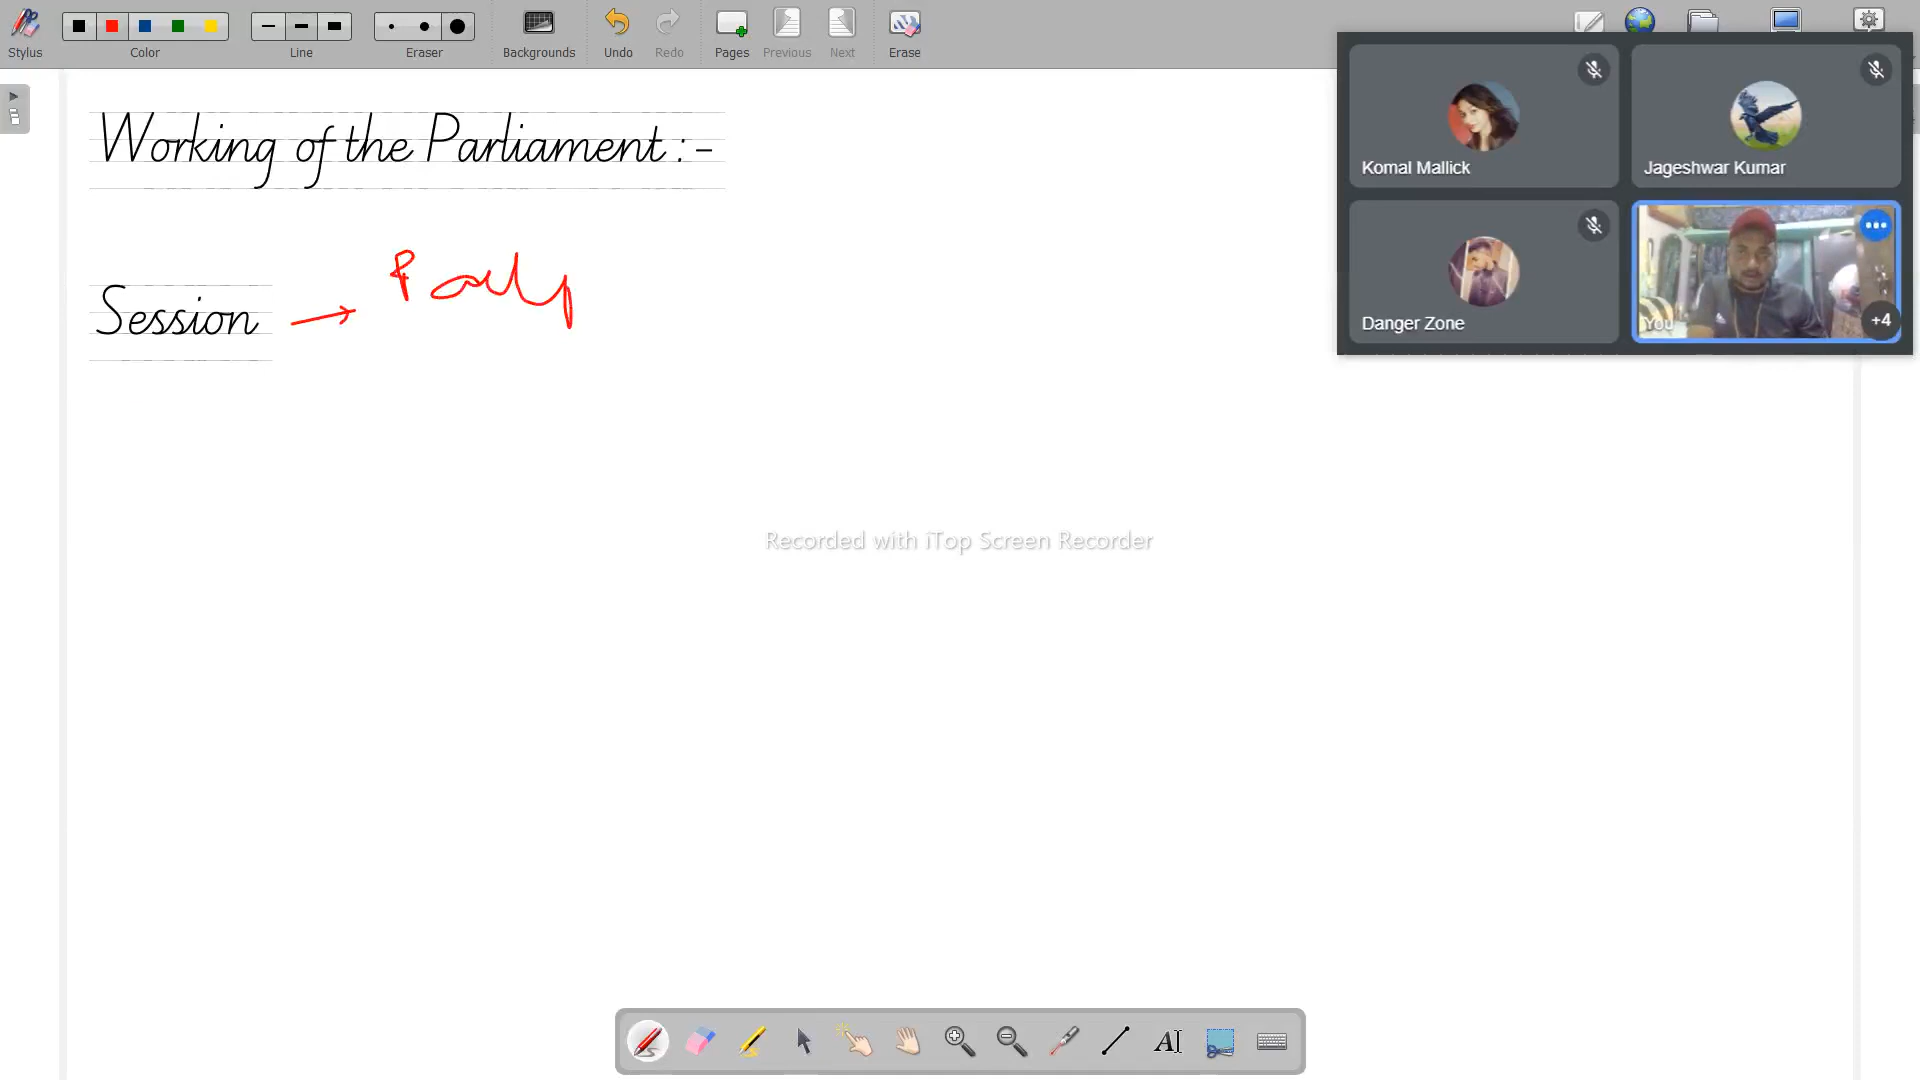 Stylus
Color
Line
Eraser
Backgrounds
Undo
Redo
Pages
Previous
Next
Erase
Working of the Parliament :-
Session →
Komal Mallick
Jageshwar Kumar
Danger Zone
You
+4
Recorded with iTop Screen Recorder